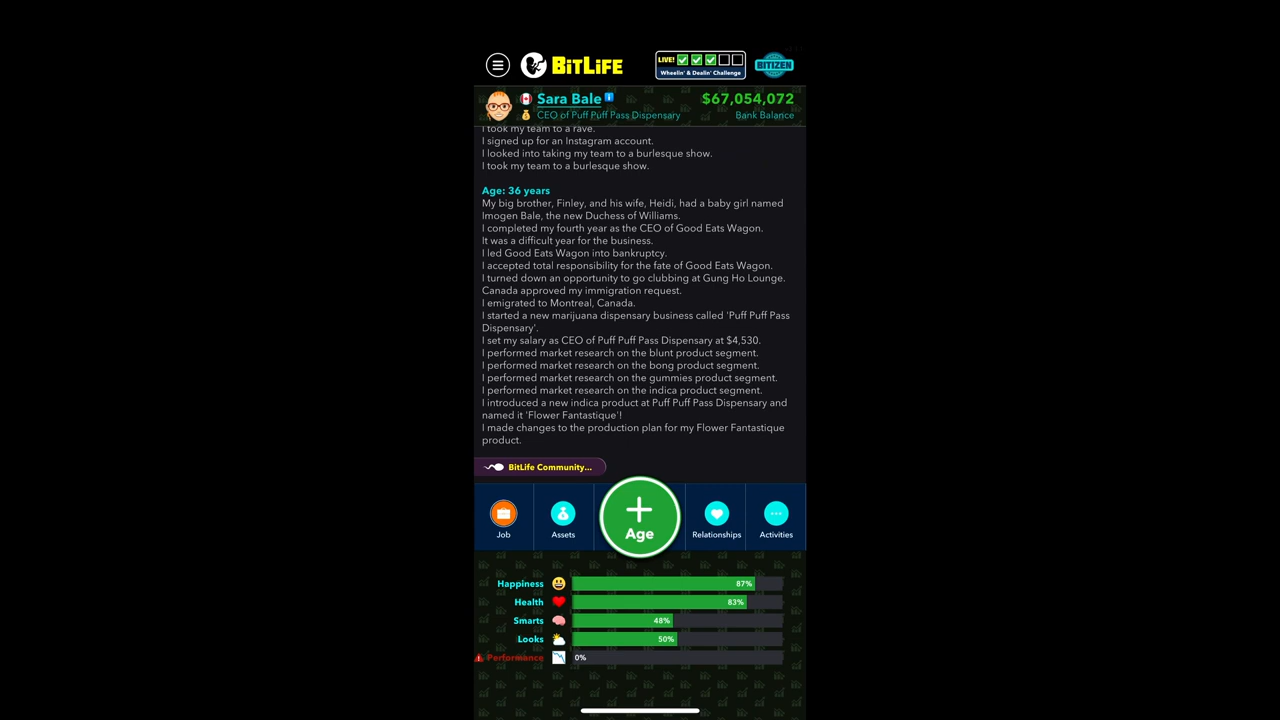 BITLIFE
LIVE!
Wheelin' & Dealin' Challenge
BITIZEN
Sara Bale
$67,054,072
CEO of Puff Puff Pass Dispensary
Bank Balance
I took my team to a rave.
I signed up for an Instagram account.
I looked into taking my team to a burlesque show.
I took my team to a burlesque show.
Age: 36 years
My big brother, Finley, and his wife, Heidi, had a baby girl named
Imogen Bale, the new Duchess of Williams.
I completed my fourth year as the CEO of Good Eats Wagon.
It was a difficult year for the business.
I led Good Eats Wagon into bankruptcy.
I accepted total responsibility for the fate of Good Eats Wagon.
I turned down an opportunity to go clubbing at Gung Ho Lounge.
Canada approved my immigration request.
I emigrated to Montreal, Canada.
I started a new marijuana dispensary business called 'Puff Puff Pass
Dispensary'.
I set my salary as CEO of Puff Puff Pass Dispensary at $4,530.
I performed market research on the blunt product segment.
I performed market research on the bong product segment.
I performed market research on the gummies product segment.
I performed market research on the indica product segment.
I introduced a new indica product at Puff Puff Pass Dispensary and
named it 'Flower Fantastique'!
I made changes to the production plan for my Flower Fantastique
product.
BitLife Community...
Job
Assets
+
Age
Relationships
Activities
Happiness 87%
Health 83%
Smarts 48%
Looks 50%
Performance 0%